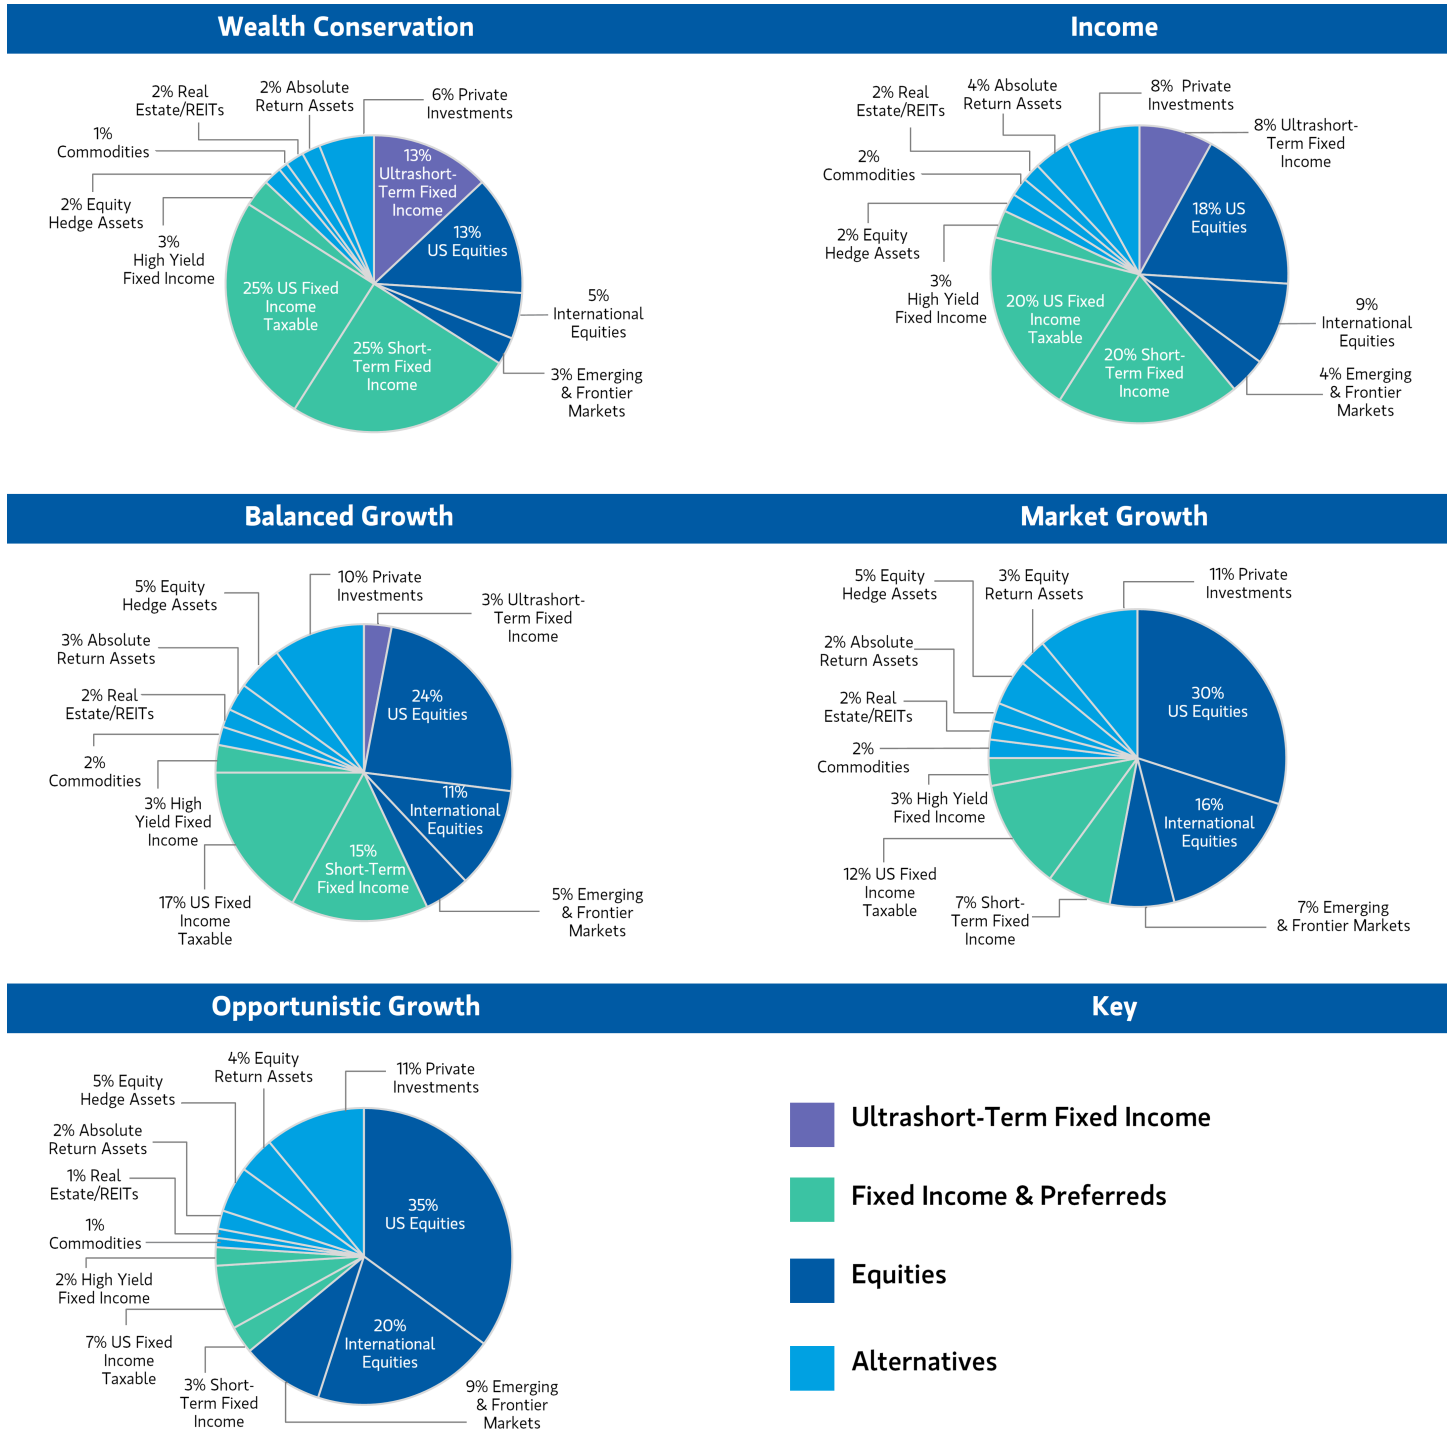 Wealth Conservation
2% Real
Estate/REITs
2% Absolute
Return Assets
6% Private
Investments
1%
Commodities
13%
Ultrashort-
Term Fixed
Income
2% Equity
Hedge Assets
13%
US Equities
3%
High Yield
Fixed Income
25% US Fixed
Income
Taxable
5%
International
Equities
25% Short-
Term Fixed
Income
3% Emerging
& Frontier
Markets
Income
2% Real
Estate/REITs
4% Absolute
Return Assets
8%  Private
Investments
8% Ultrashort-
Term Fixed
Income
2%
Commodities
18% US
Equities
2% Equity
Hedge Assets
3%
High Yield
Fixed Income
20% US Fixed
Income
Taxable
9%
International
Equities
20% Short-
Term Fixed
Income
4% Emerging
& Frontier
Markets
Balanced Growth
5% Equity
Hedge Assets
10% Private
Investments
3% Ultrashort-
Term Fixed
Income
3% Absolute
Return Assets
2% Real
Estate/REITs
24%
US Equities
2%
Commodities
11%
International
Equities
3% High
Yield Fixed
Income
15%
Short-Term
Fixed Income
17% US Fixed
Income
Taxable
5% Emerging
& Frontier
Markets
Market Growth
5% Equity
Hedge Assets
3% Equity
Return Assets
11% Private
Investments
2% Absolute
Return Assets
2% Real
Estate/REITs
30%
US Equities
2%
Commodities
3% High Yield
Fixed Income
16%
International
Equities
12% US Fixed
Income
Taxable
7% Short-
Term Fixed
Income
7% Emerging
& Frontier Markets
Opportunistic Growth
4% Equity
Return Assets
11% Private
Investments
5% Equity
Hedge Assets
2% Absolute
Return Assets
1% Real
Estate/REITs
35%
US Equities
1%
Commodities
2% High Yield
Fixed Income
20%
International
Equities
7% US Fixed
Income
Taxable
3% Short-
Term Fixed
Income
9% Emerging
& Frontier
Markets
Key
Ultrashort-Term Fixed Income
Fixed Income & Preferreds
Equities
Alternatives